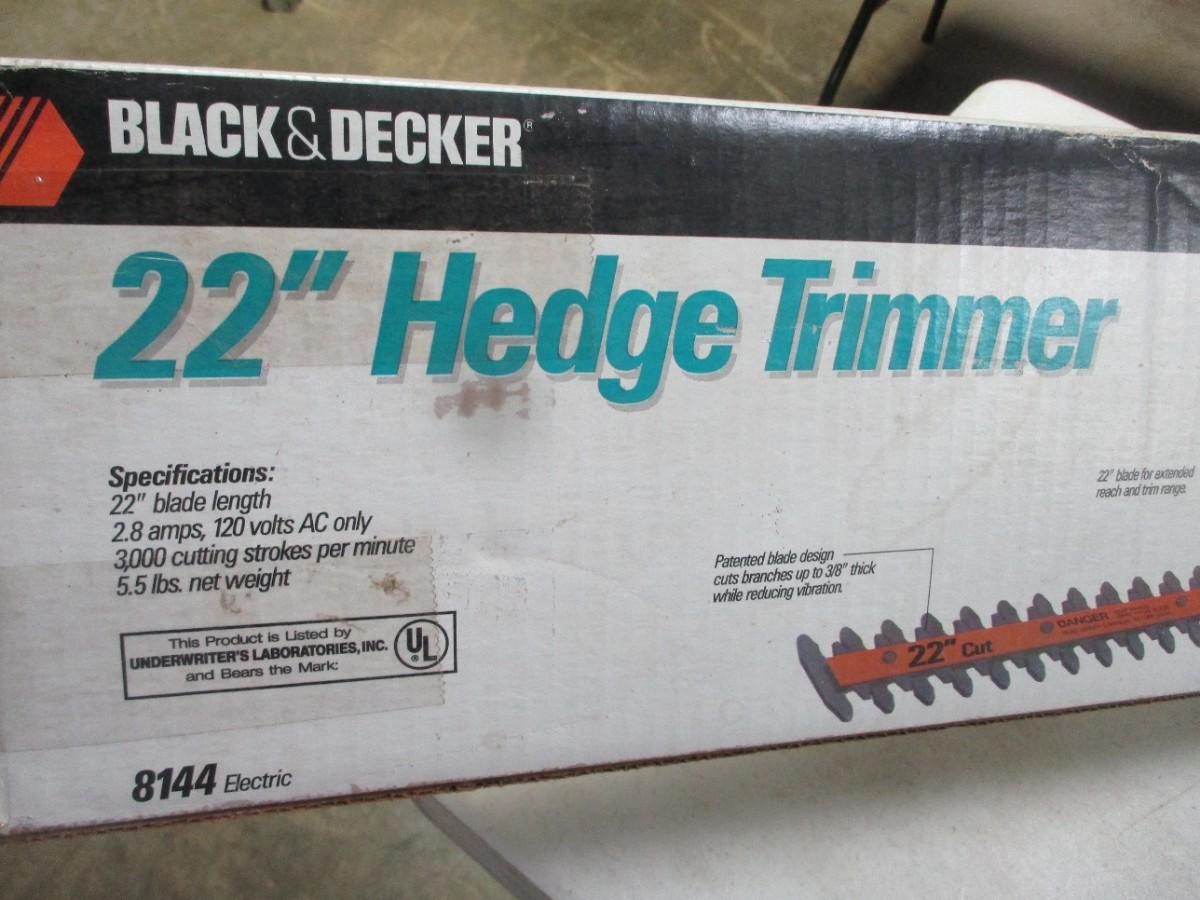 BLACK & DECKER®
22" Hedge Trimmer
Specifications:
22" blade length
2.8 amps, 120 volts AC only
3,000 cutting strokes per minute
5.5 lbs. net weight
22" blade for extended
reach and trim range.
Patented blade design
cuts branches up to 3/8" thick
while reducing vibration.
This Product is Listed by
UNDERWRITER'S LABORATORIES, INC.
and Bears the Mark:
UL®
22" Cut
DANGER
8144 Electric